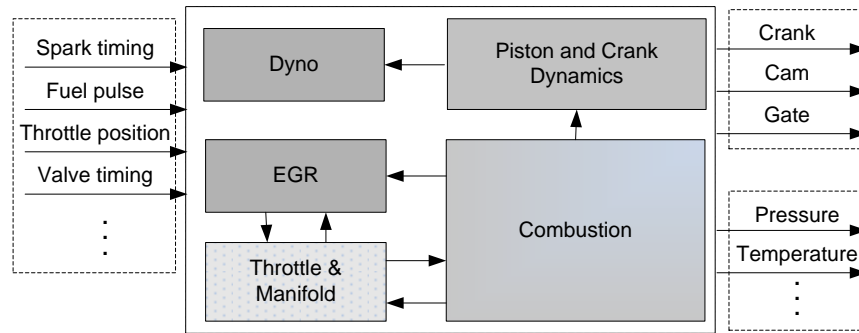 Spark timing
Fuel pulse
Throttle position
Valve timing
Dyno
Piston and Crank
Dynamics
EGR
Throttle &
Manifold
Combustion
Crank
Cam
Gate
Pressure
Temperature